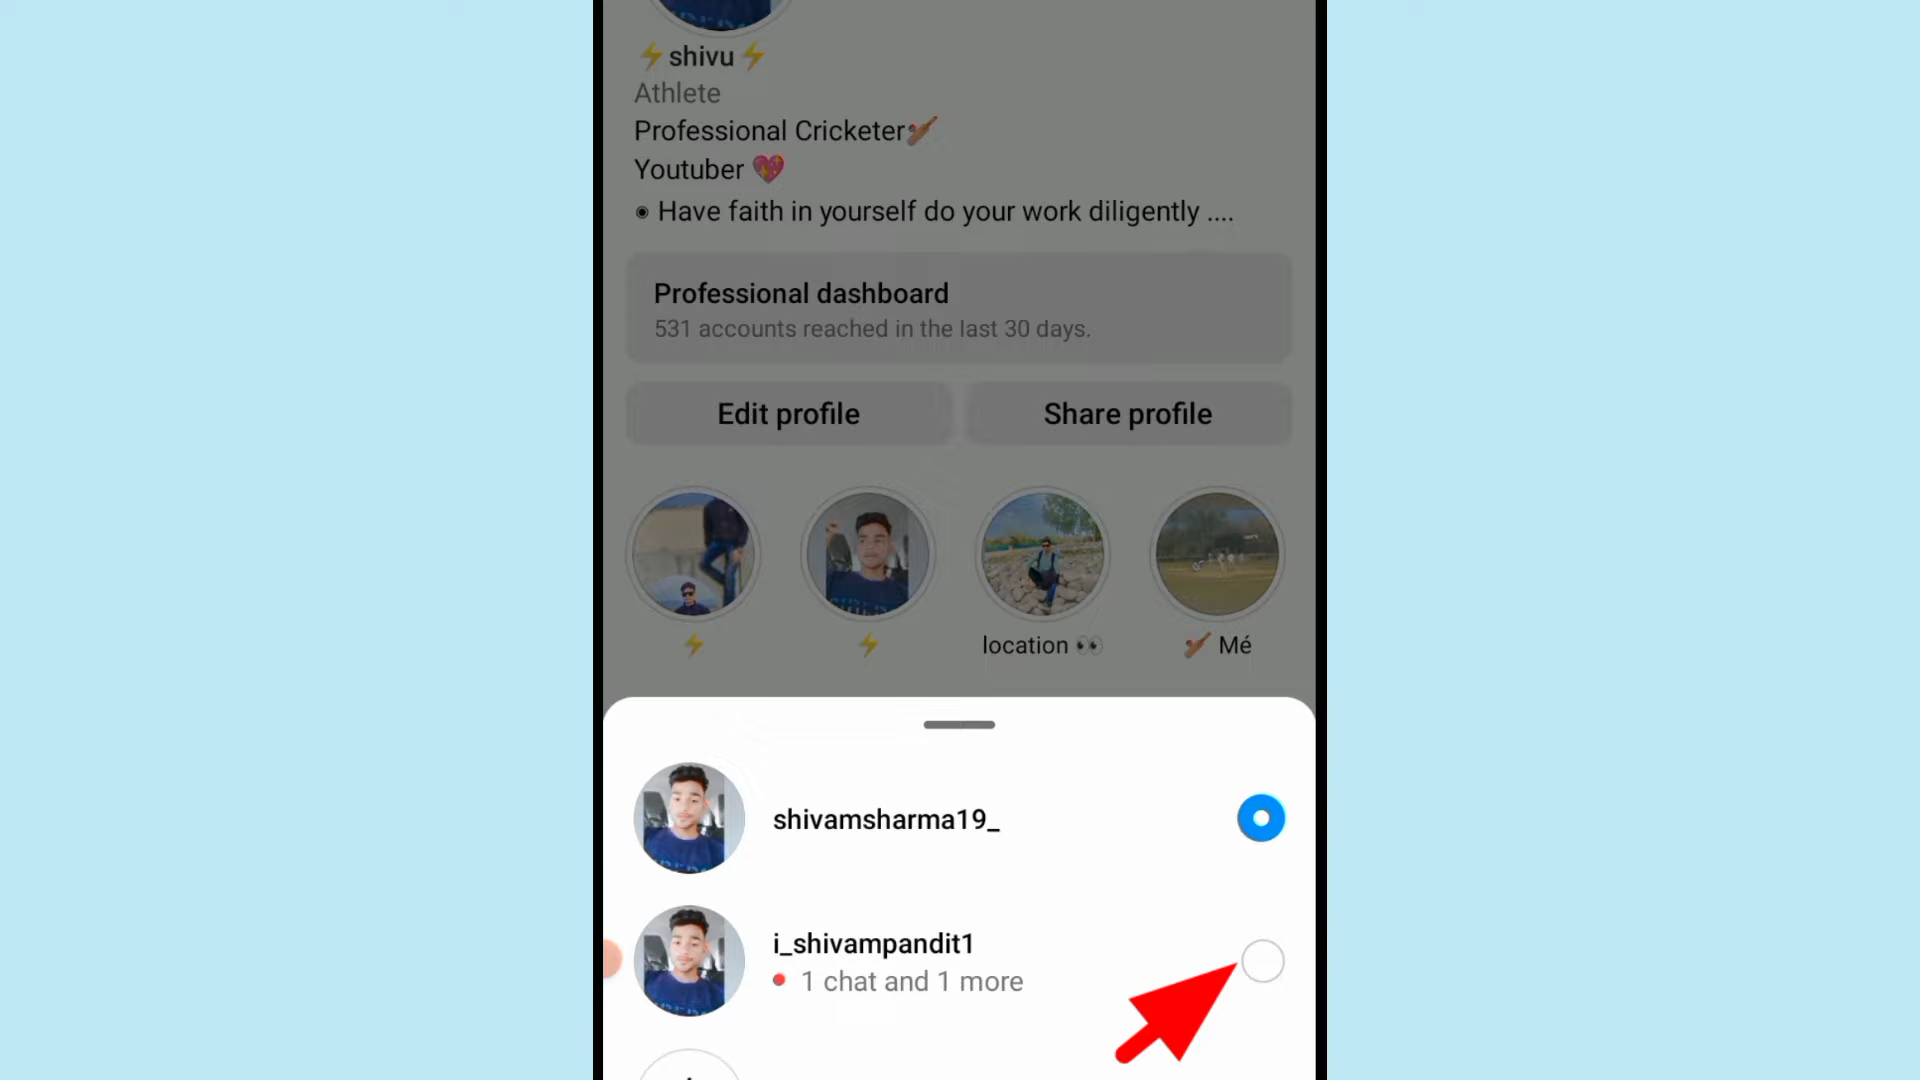 ⚡shivu⚡
Athlete
Professional Cricketer🏏
Youtuber 💖
◉ Have faith in yourself do your work diligently ....
Professional dashboard
531 accounts reached in the last 30 days.
Edit profile
Share profile
⚡
⚡
location 👀
🏏 Mé
shivamsharma19_
i_shivampandit1
1 chat and 1 more